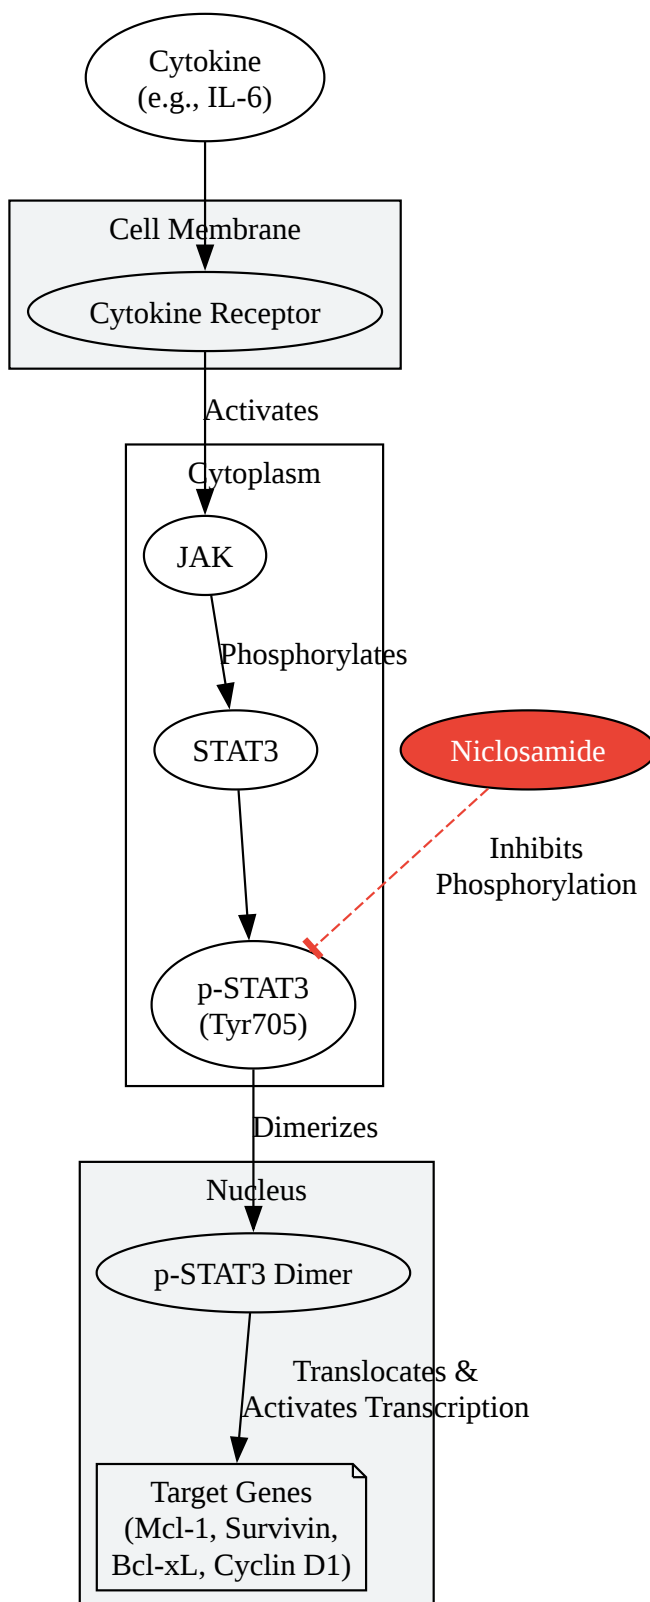 Cytokine
(e.g., IL-6)
Cell Membrane
Cytokine Receptor
Activates
Cytoplasm
JAK
Phosphorylates
STAT3
Niclosamide
Inhibits
Phosphorylation
p-STAT3
(Tyr705)
Dimerizes
Nucleus
p-STAT3 Dimer
Translocates &
Activates Transcription
Target Genes
(Mcl-1, Survivin,
Bcl-xL, Cyclin D1)